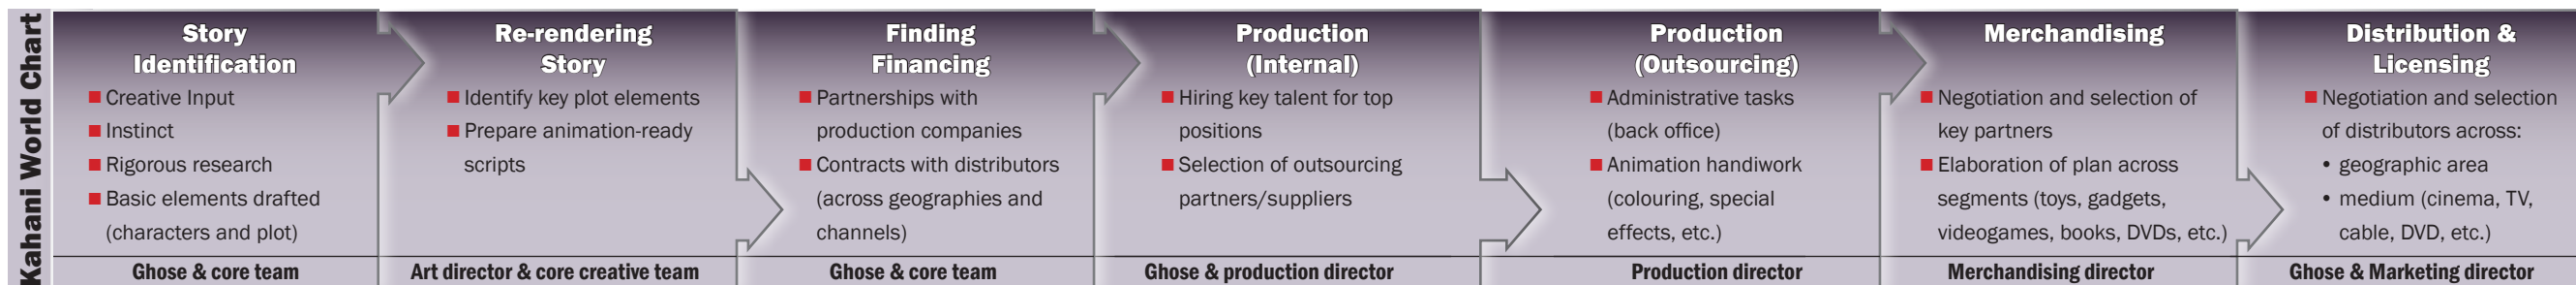 Kahani World Chart
Story
Identification
Creative Input
Instinct
Rigorous research
Basic elements drafted
(characters and plot)
Ghose & core team
Re-rendering
Story
Identify key plot elements
Prepare animation-ready
scripts
Art director & core creative team
Finding
Financing
Partnerships with
production companies
Contracts with distributors
(across geographies and
channels)
Ghose & core team
Production
(Internal)
Hiring key talent for top
positions
Selection of outsourcing
partners/suppliers
Ghose & production director
Production
(Outsourcing)
Administrative tasks
(back office)
Animation handiwork
(colouring, special
effects, etc.)
Production director
Merchandising
Negotiation and selection of
key partners
Elaboration of plan across
segments (toys, gadgets,
videogames, books, DVDs, etc.)
Merchandising director
Distribution &
Licensing
Negotiation and selection
of distributors across:
• geographic area
• medium (cinema, TV,
cable, DVD, etc.)
Ghose & Marketing director